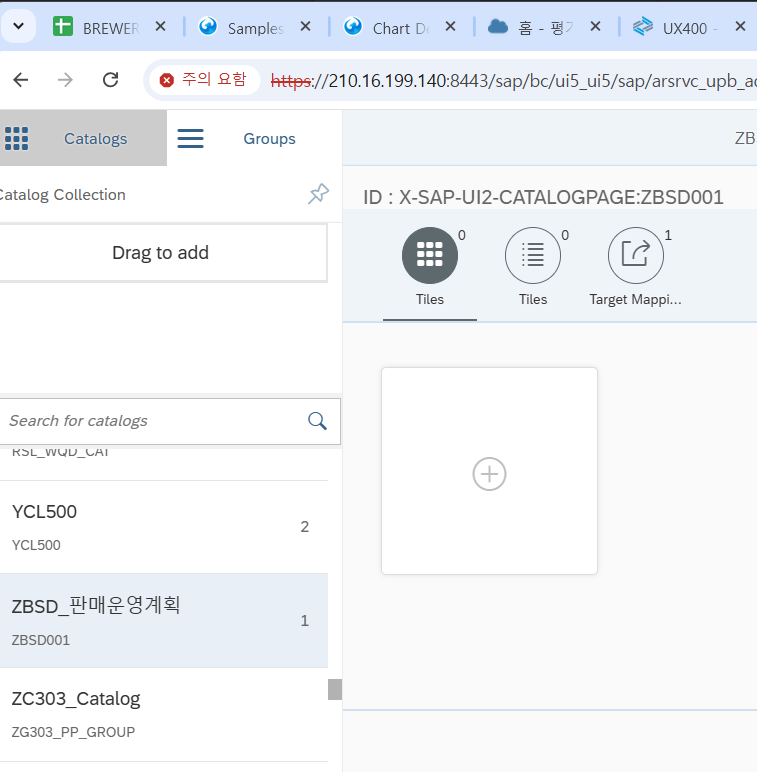 BREWER
Samples
Chart D
홈 - 평가
UX400 -
주의 요함
https://210.16.199.140:8443/sap/bc/ui5_ui5/sap/arsrvc_upb_ad
Catalogs
Groups
ZB
Catalog Collection
ID : X-SAP-UI2-CATALOGPAGE:ZBSD001
Drag to add
0
0
1
Tiles
Tiles
Target Mappi...
Search for catalogs
RSL_WQD_CAT
YCL500
2
YCL500
ZBSD_판매운영계획
1
ZBSD001
ZC303_Catalog
ZG303_PP_GROUP